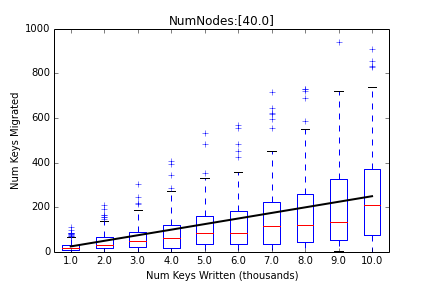 NumNodes:[40.0]
1000
800
600
400
200
0
Num Keys Migrated
1.0 2.0 3.0 4.0 5.0 6.0 7.0 8.0 9.0 10.0
Num Keys Written (thousands)